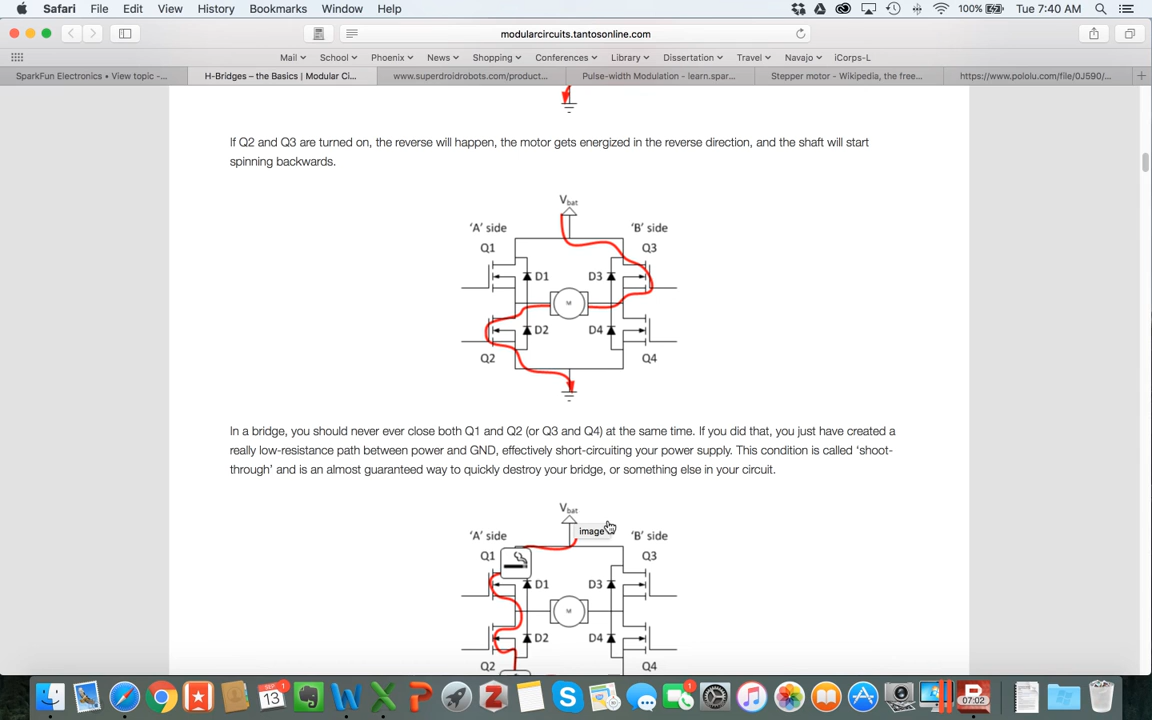 Safari File Edit View History Bookmarks Window Help 100% Tue 7:40 AM
modularcircuits.tantosonline.com
Mail School Phoenix News Shopping Conferences Library Dissertation Travel Navajo iCorps-L
SparkFun Electronics • View topic -... H-Bridges – the Basics | Modular Ci... www.superdroidrobots.com/product... Pulse-width Modulation - learn.spar... Stepper motor - Wikipedia, the free... https://www.pololu.com/file/0J590/...
If Q2 and Q3 are turned on, the reverse will happen, the motor gets energized in the reverse direction, and the shaft will start
spinning backwards.
Vbat
'A' side 'B' side
Q1 Q3
D1 D3
M
D2 D4
Q2 Q4
In a bridge, you should never ever close both Q1 and Q2 (or Q3 and Q4) at the same time. If you did that, you just have created a
really low-resistance path between power and GND, effectively short-circuiting your power supply. This condition is called 'shoot-
through' and is an almost guaranteed way to quickly destroy your bridge, or something else in your circuit.
Vbat
image
'A' side 'B' side
Q1 Q3
D1 D3
M
D2 D4
Q2 Q4
13 1 07:02